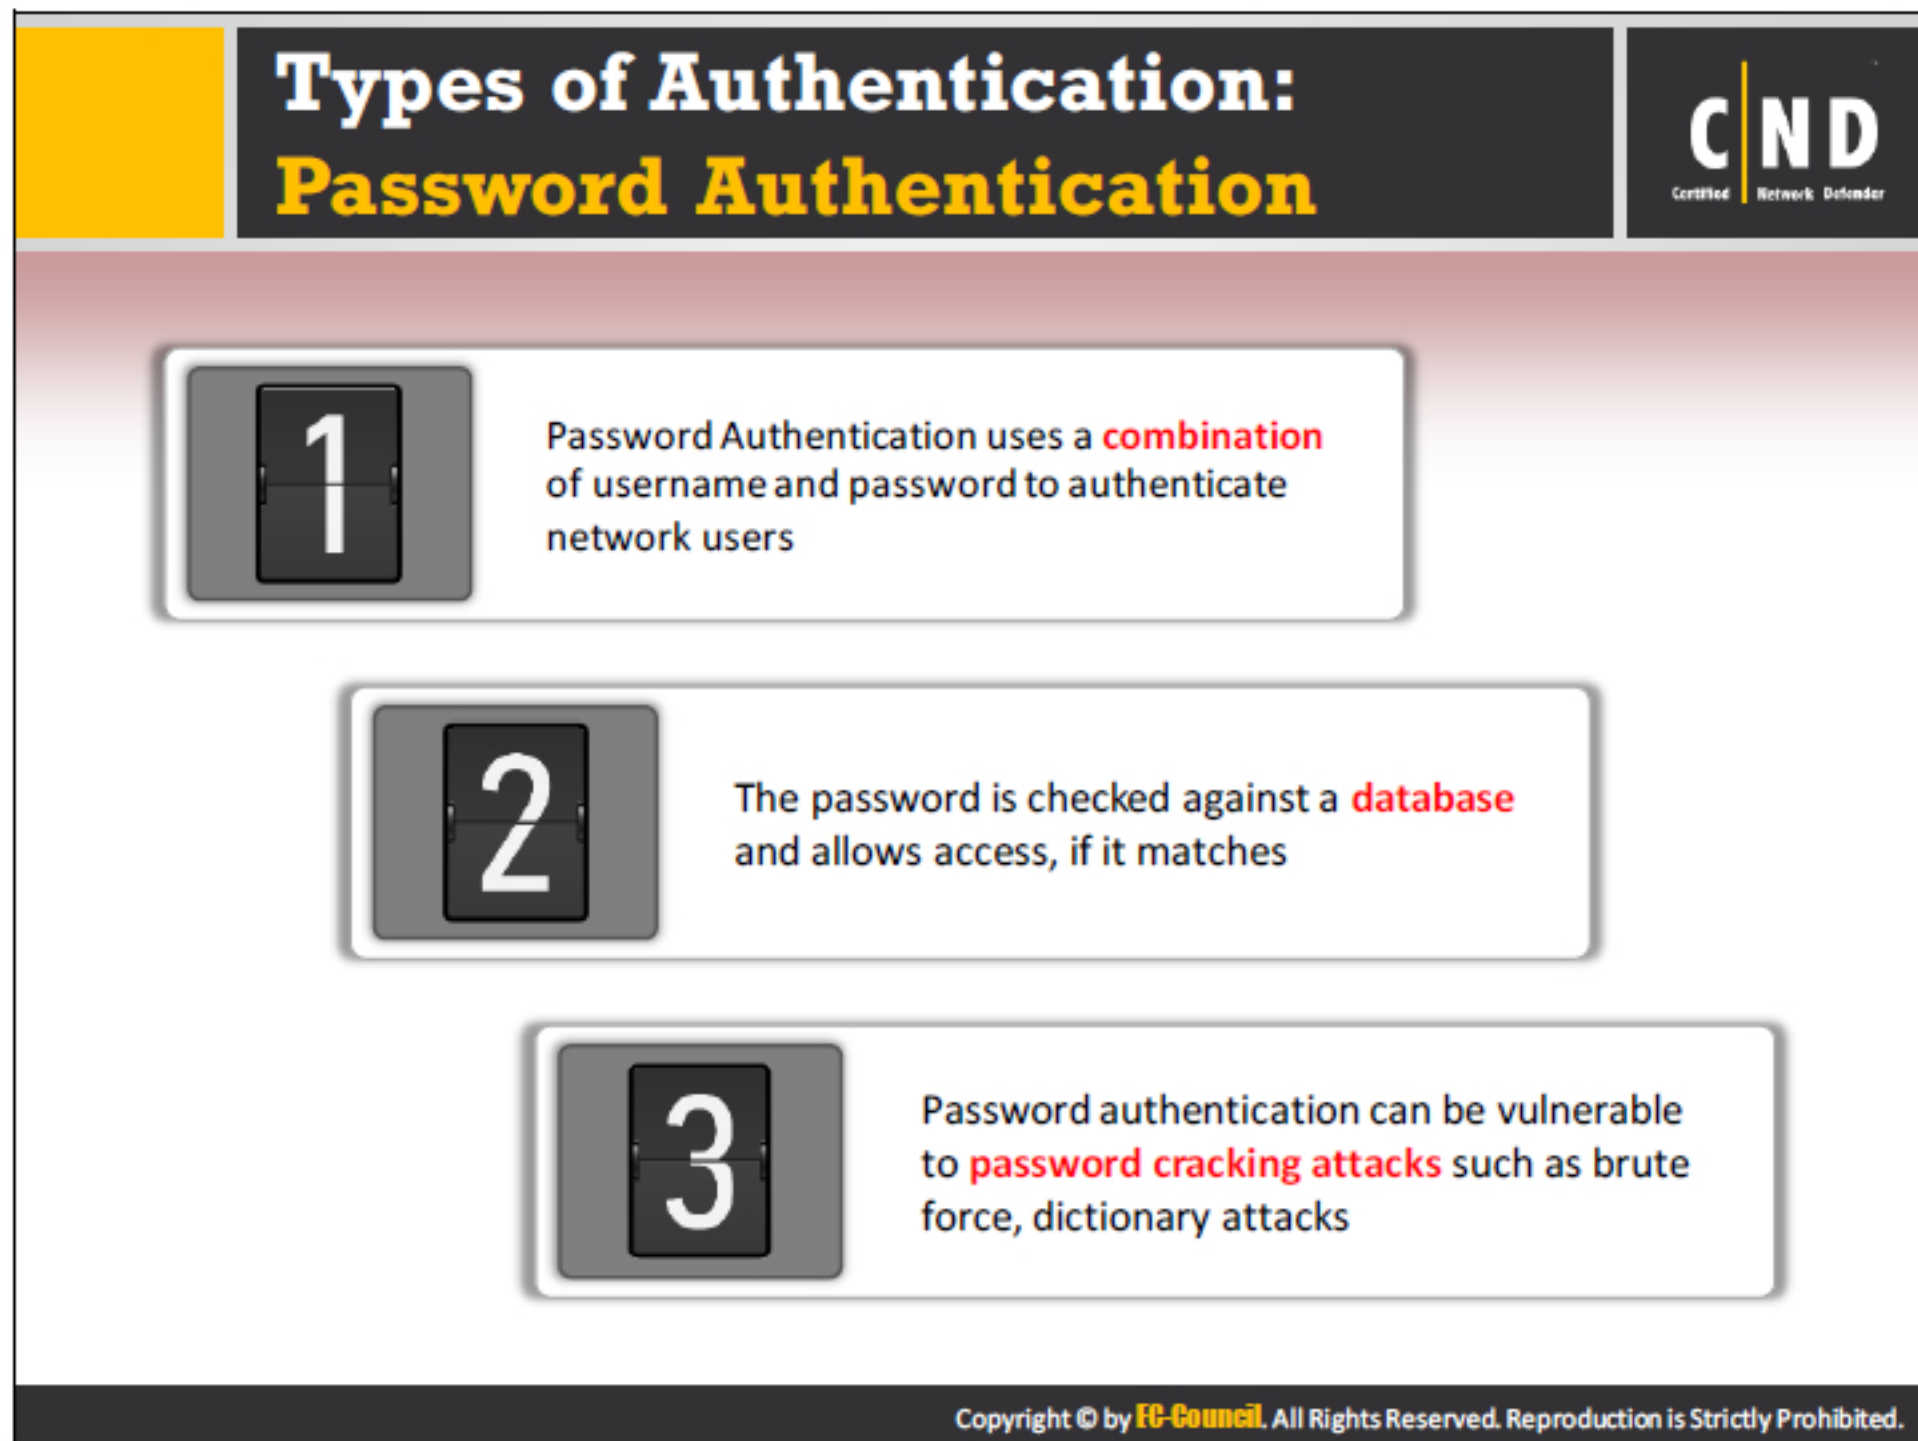 Types of Authentication:
Password Authentication
C ND
Certified Network Defender
1
Password Authentication uses a combination
of username and password to authenticate
network users
2
The password is checked against a database
and allows access, if it matches
3
Password authentication can be vulnerable
to password cracking attacks such as brute
force, dictionary attacks
Copyright © by EC-Council. All Rights Reserved. Reproduction is Strictly Prohibited.